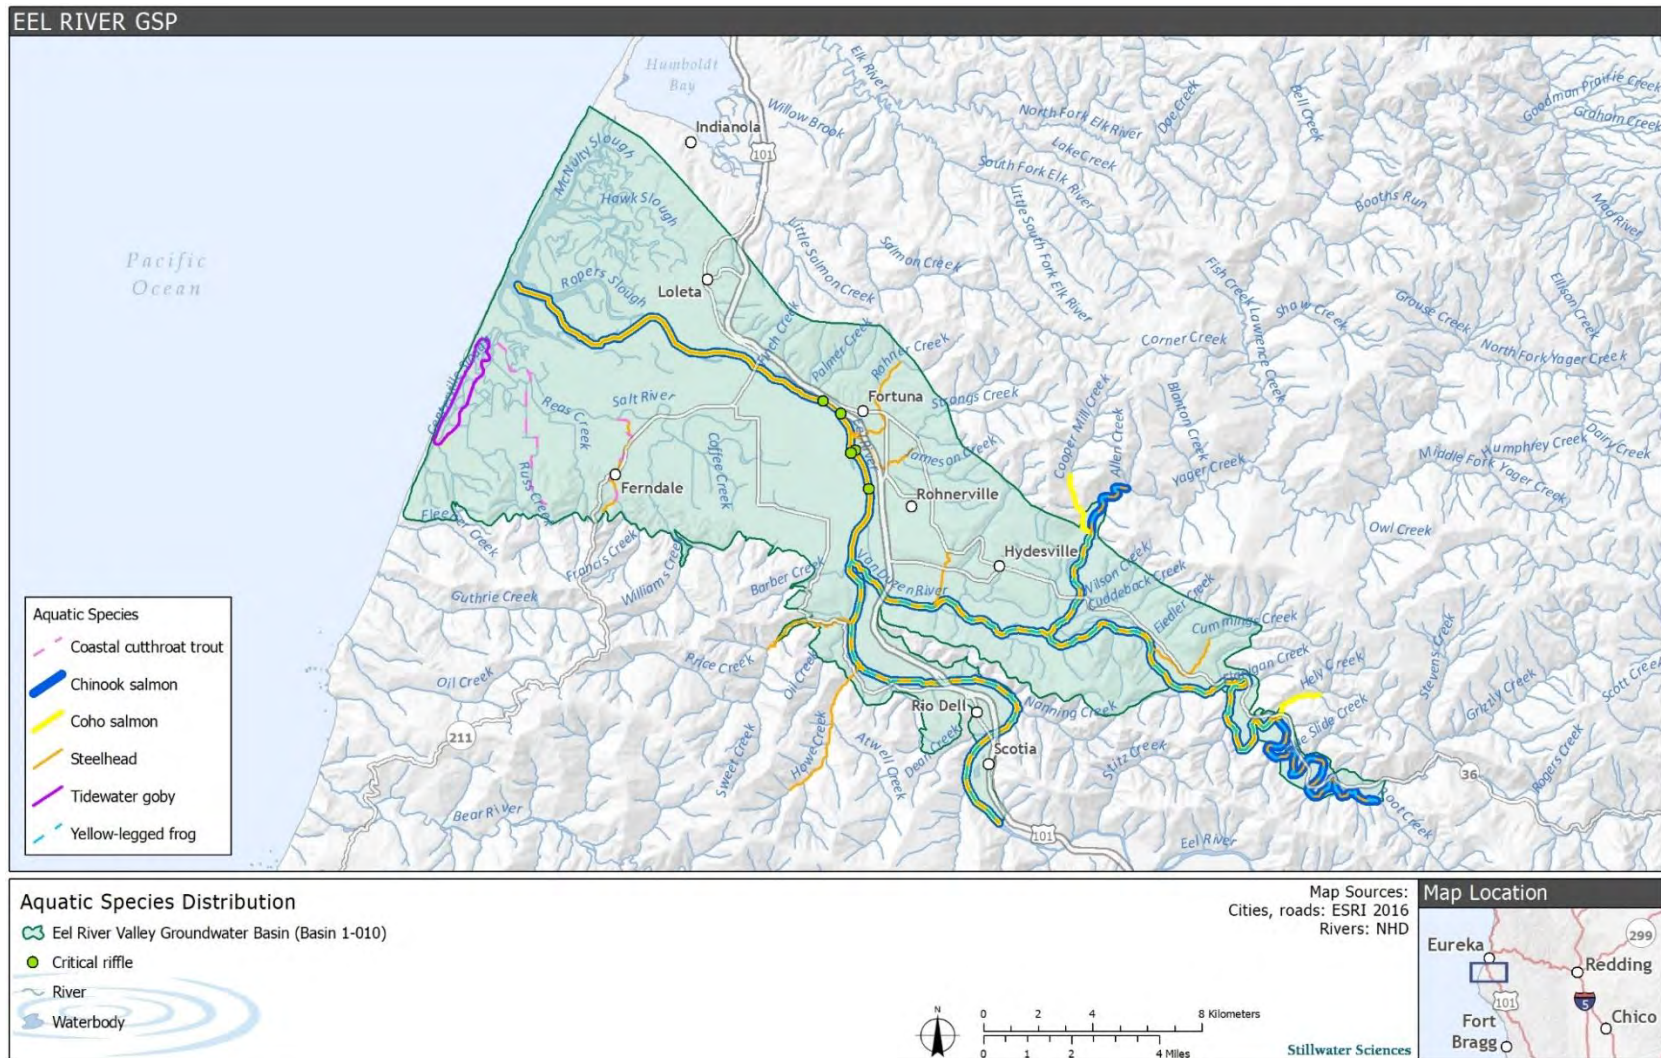 EEL RIVER GSP
Humboldt
Bay
Indianola
101
Elk River
Willow Brook
North Fork Elk River
Doe Creek
Bell Creek
Goodman Prairie Creek
Graham Creek
Lake Creek
South Fork Elk River
Little South Fork Elk River
Booths Run
Mad River
McNulty Slough
Hawk Slough
Little Salmon Creek
Salmon Creek
Pacific
Ocean
Ropers Slough
Loleta
Fish Creek
Lawrence Creek
Shaw Creek
Grouse Creek
Ellison Creek
North Fork Yager Creek
Corner Creek
Palmer Creek
Rohner Creek
Fortuna
Strongs Creek
Salt River
Reas Creek
Russ Creek
Coffee Creek
Eel River
Jameson Creek
Cooper Mill Creek
Allen Creek
Blanton Creek
Yager Creek
Middle Fork Yager Creek
Humphrey Creek
Dairy Creek
Ferndale
Rohnerville
Owl Creek
Francis Creek
Williams Creek
Barber Creek
Van Duzen River
Hydesville
Wilson Creek
Cuddeback Creek
Fiedler Creek
Cummings Creek
Guthrie Creek
Price Creek
Oil Creek
Oil Creek
Hely Creek
Stevens Creek
Grizzly Creek
Scott Creek
Rio Dell
Nanning Creek
Scotia
Stitz Creek
Sweet Creek
Howe Creek
Atwell Creek
Dean Creek
Root Creek
Rogers Creek
211
36
101
Bear River
Eel River
Aquatic Species
Coastal cutthroat trout
Chinook salmon
Coho salmon
Steelhead
Tidewater goby
Yellow-legged frog
Aquatic Species Distribution
Eel River Valley Groundwater Basin (Basin 1-010)
Critical riffle
River
Waterbody
Map Sources:
Cities, roads: ESRI 2016
Rivers: NHD
N
0 2 4 8 Kilometers
0 1 2 4 Miles
Stillwater Sciences
Map Location
299
Eureka
Redding
101
5
Fort
Bragg
Chico